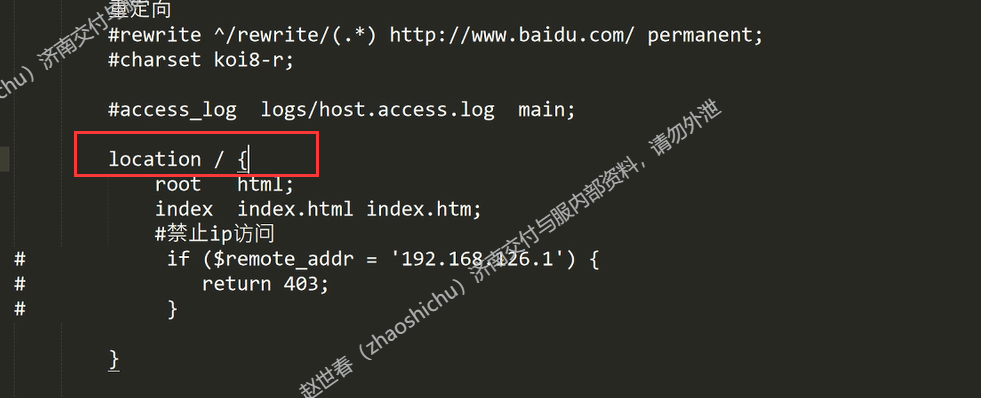 重定向
#rewrite ^/rewrite/(.*) http://www.baidu.com/ permanent;
#charset koi8-r;
#access_log  logs/host.access.log  main;
location / {
root   html;
index  index.html index.htm;
#禁止ip访问
#            if ($remote_addr = '192.168.126.1') {
#               return 403;
#            }
}
chu）济南交付与服
赵世春（zhaoshichu）济南交付与服内部资料，请勿外泄